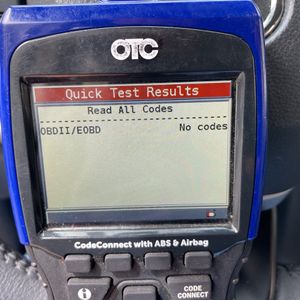 OTC
Quick Test Results
Read All Codes
OBDII/EOBD No codes
CodeConnect with ABS & Airbag
i
CODE
CONNECT